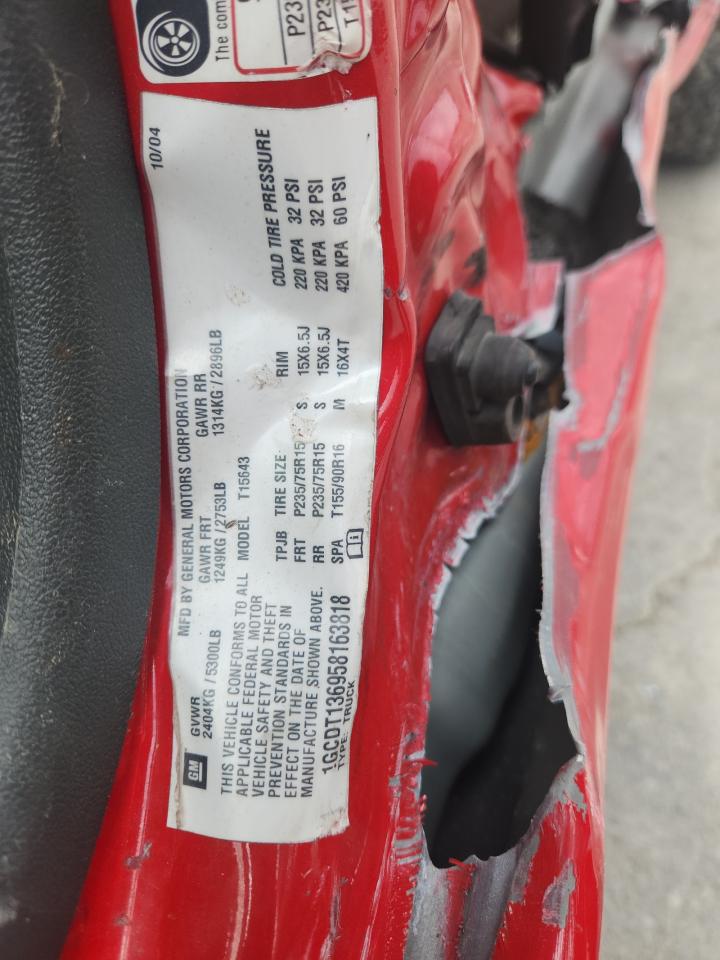 The com
P23
P23
T1
10/04
MFD BY GENERAL MOTORS CORPORATION
GM
GVWR GAWR FRT GAWR RR
2404KG/5300LB 1249KG/2753LB 1314KG/2896LB
THIS VEHICLE CONFORMS TO ALL
APPLICABLE FEDERAL MOTOR
VEHICLE SAFETY AND THEFT
PREVENTION STANDARDS IN
EFFECT ON THE DATE OF
MANUFACTURE SHOWN ABOVE.
1GCDT136958163818
TYPE: TRUCK
MODEL T15643
TPJB TIRE SIZE RIM COLD TIRE PRESSURE
FRT P235/75R15 S 15X6.5J 220 KPA 32 PSI
RR P235/75R15 S 15X6.5J 220 KPA 32 PSI
SPA T155/90R16 M 16X4T 420 KPA 60 PSI